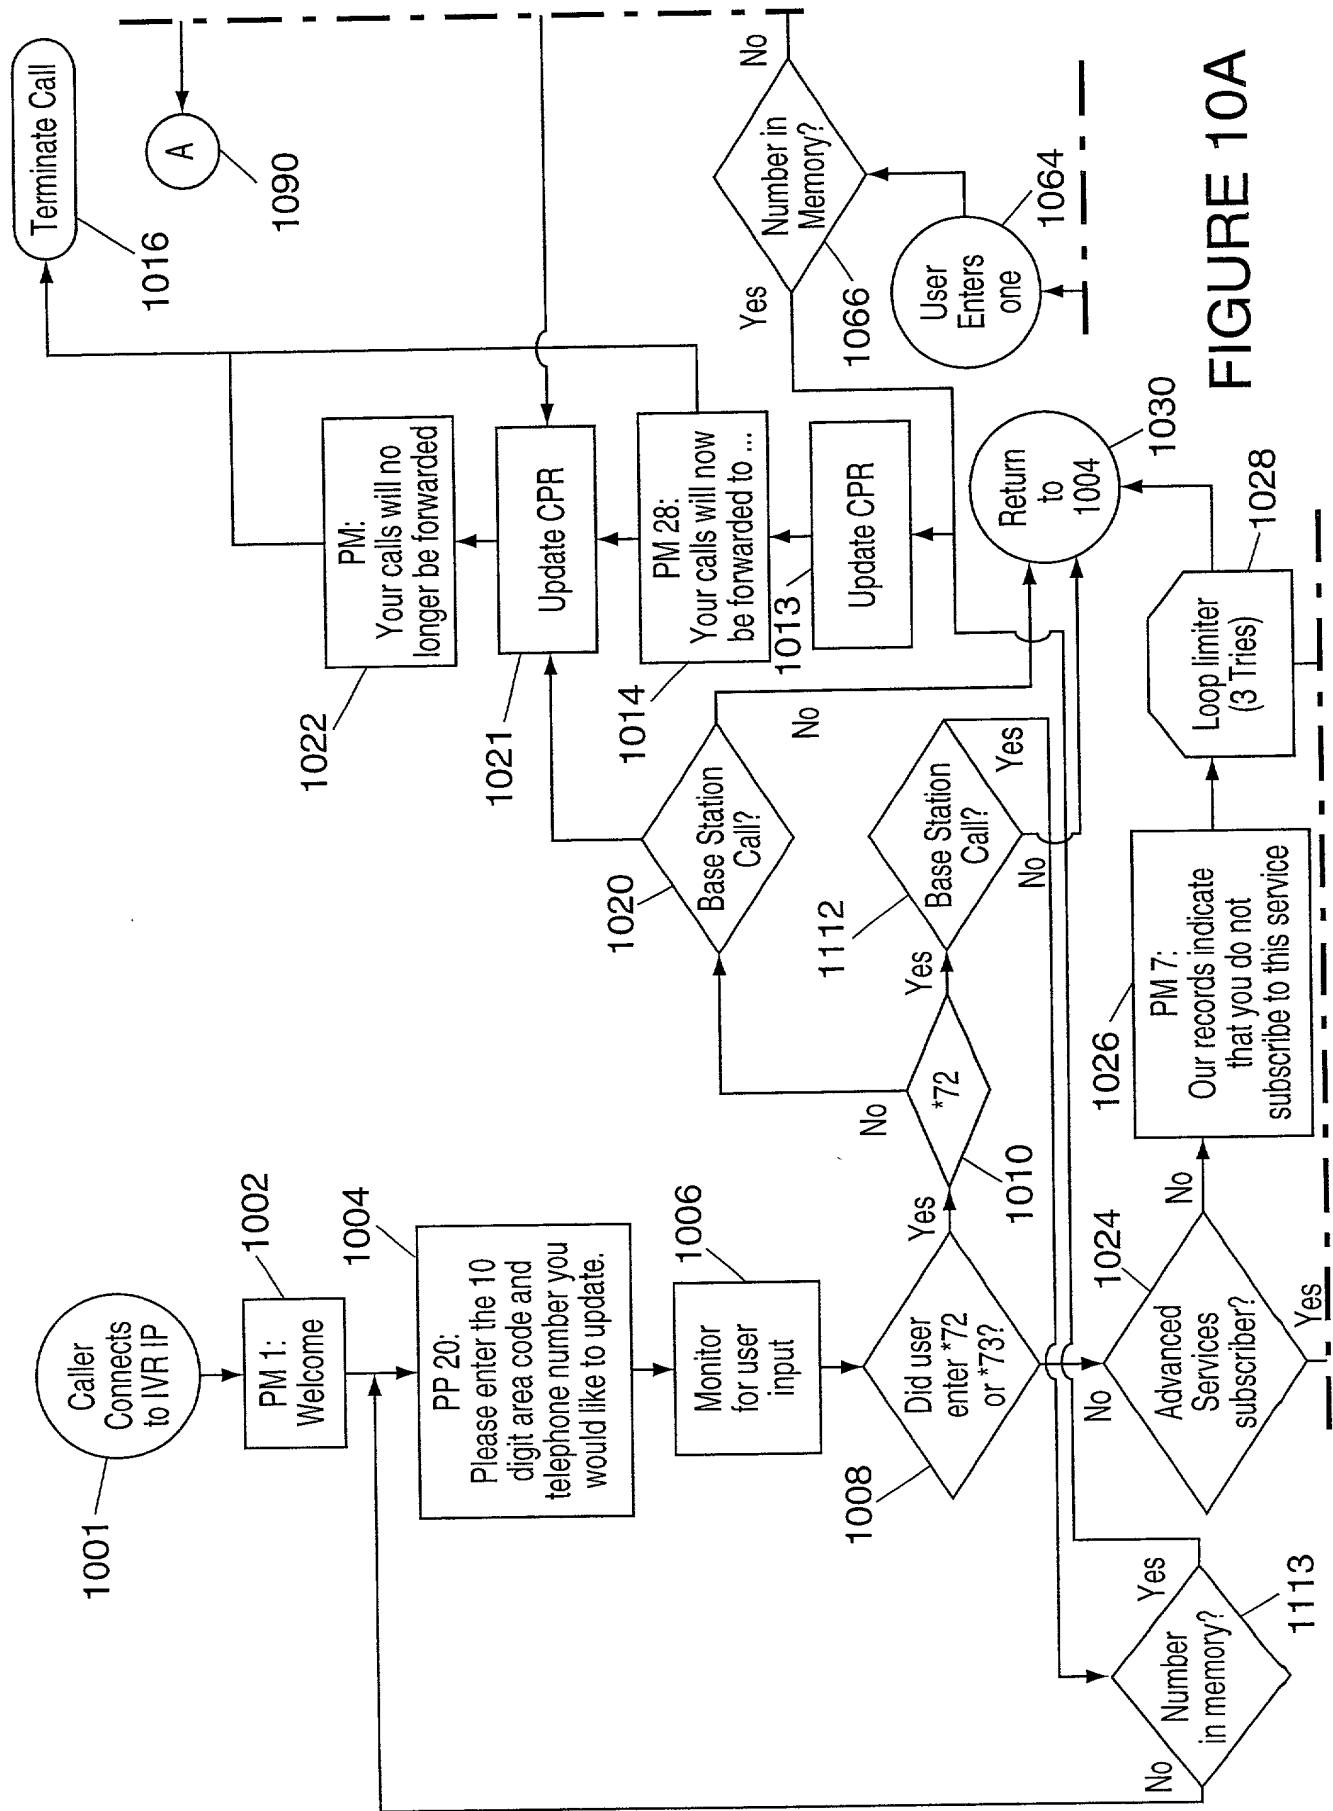 Caller
Connects
to IVR IP
1001
PM 1:
Welcome
1002
PP 20:
Please enter the 10
digit area code and
telephone number you
would like to update.
1004
Monitor
for user
input
1006
Did user
enter *72
or *73?
1008
Yes
No
*72
1010
No
Yes
Base Station
Call?
1020
No
Base Station
Call?
1112
Yes
No
Advanced
Services
subscriber?
1024
No
Yes
PM 7:
Our records indicate
that you do not
subscribe to this service
1026
Loop limiter
(3 Tries)
1028
Return
to
1004
1030
Number
in memory?
1113
Yes
No
PM:
Your calls will no
longer be forwarded
1022
Update CPR
1021
PM 28:
Your calls will now
be forwarded to ...
1014
Update CPR
1013
Terminate Call
1016
A
1090
Number in
Memory?
1066
Yes
No
User
Enters
one
1064
FIGURE 10A